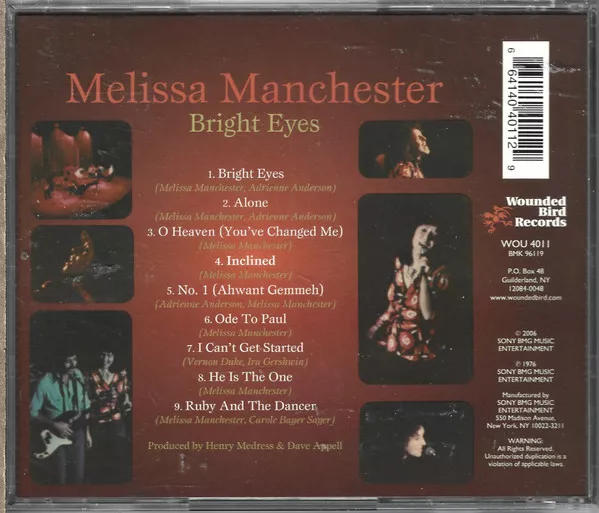 Melissa Manchester
Bright Eyes
1. Bright Eyes
(Melissa Manchester, Adrienne Anderson)
2. Alone
(Melissa Manchester, Adrienne Anderson)
3. O Heaven (You've Changed Me)
(Melissa Manchester)
4. Inclined
(Melissa Manchester)
5. No. 1 (Ahwant Gemmeh)
(Adrienne Anderson, Melissa Manchester)
6. Ode To Paul
(Melissa Manchester)
7. I Can't Get Started
(Vernon Duke, Ira Gershwin)
8. He Is The One
(Melissa Manchester)
9. Ruby And The Dancer
(Melissa Manchester, Carole Bayer Sager)
Produced by Henry Medress & Dave Appell
6 64140 40112 9
Wounded
Bird
Records
WOU 4011
BMK 96119
P.O. Box 48
Guilderland, NY
12084-0048
www.woundedbird.com
© 2006
SONY BMG MUSIC
ENTERTAINMENT
℗ 1976
SONY BMG MUSIC
ENTERTAINMENT
Manufactured by
SONY BMG MUSIC
ENTERTAINMENT
550 Madison Avenue,
New York, NY 10022-3211
WARNING:
All Rights Reserved.
Unauthorized duplication is a
violation of applicable laws.